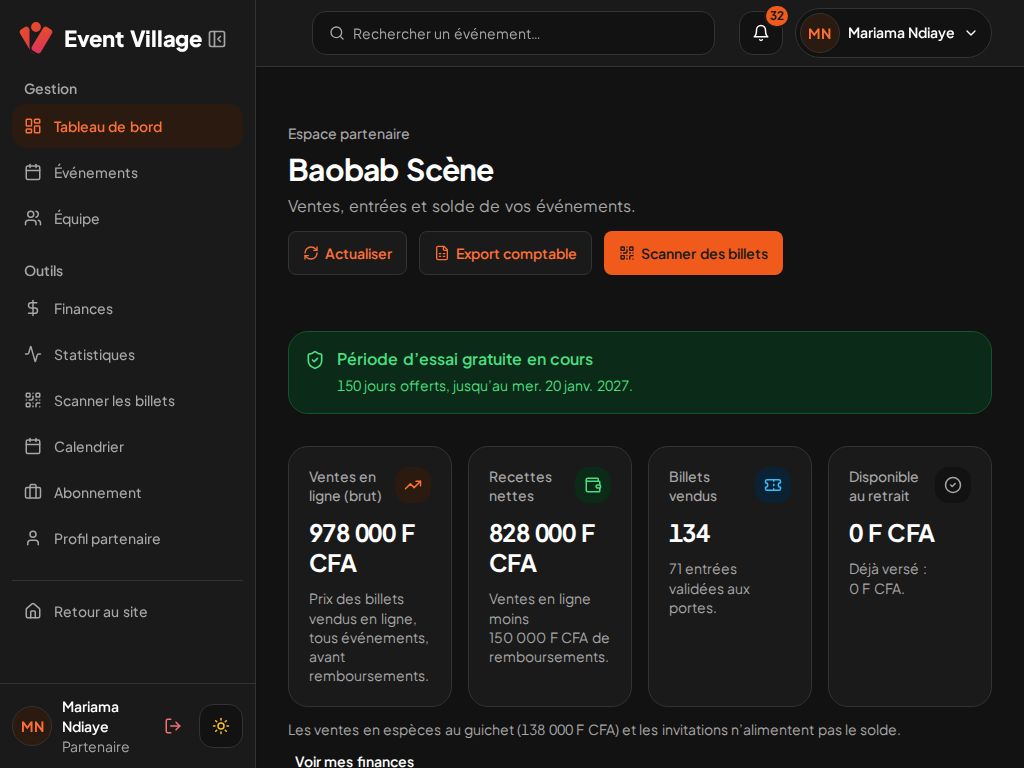 Event Village
Rechercher un événement…
32
MN
Mariama Ndiaye
Gestion
Tableau de bord
Événements
Équipe
Outils
Finances
Statistiques
Scanner les billets
Calendrier
Abonnement
Profil partenaire
Retour au site
MN
Mariama
Ndiaye
Partenaire
Espace partenaire
Baobab Scène
Ventes, entrées et solde de vos événements.
Actualiser
Export comptable
Scanner des billets
Période d’essai gratuite en cours
150 jours offerts, jusqu’au mer. 20 janv. 2027.
Ventes en
ligne (brut)
978 000 F
CFA
Prix des billets
vendus en ligne,
tous événements,
avant
remboursements.
Recettes
nettes
828 000 F
CFA
Ventes en ligne
moins
150 000 F CFA de
remboursements.
Billets
vendus
134
71 entrées
validées aux
portes.
Disponible
au retrait
0 F CFA
Déjà versé :
0 F CFA.
Les ventes en espèces au guichet (138 000 F CFA) et les invitations n’alimentent pas le solde.
Voir mes finances